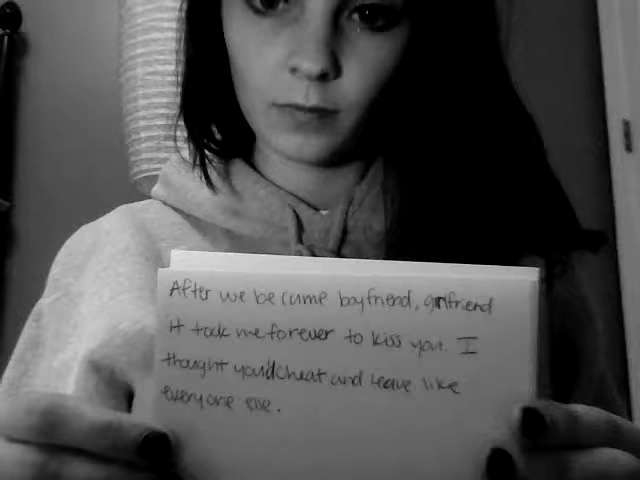 After we became boyfriend, girlfriend
it took me forever to kiss you. I
thought you'd cheat and leave like
everyone else.